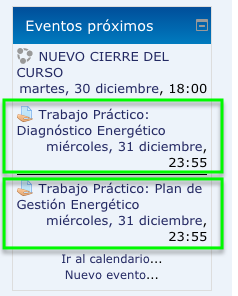 Eventos próximos
NUEVO CIERRE DEL
CURSO
martes, 30 diciembre, 18:00
Trabajo Práctico:
Diagnóstico Energético
miércoles, 31 diciembre,
23:55
Trabajo Práctico: Plan de
Gestión Energético
miércoles, 31 diciembre,
23:55
Ir al calendario...
Nuevo evento...